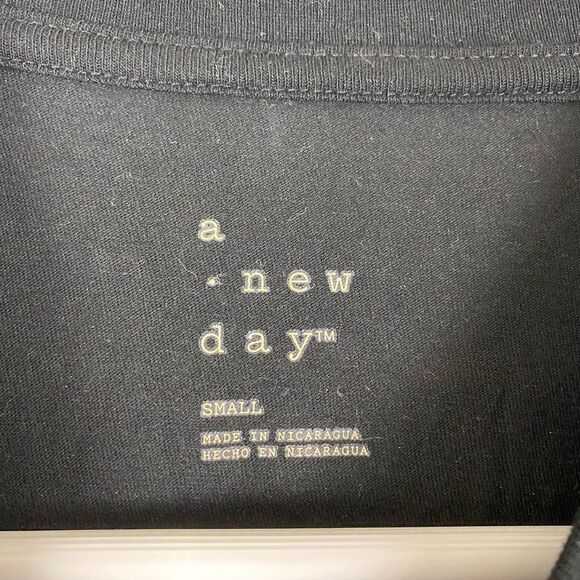 a
· new
day™
SMALL
MADE IN NICARAGUA
HECHO EN NICARAGUA